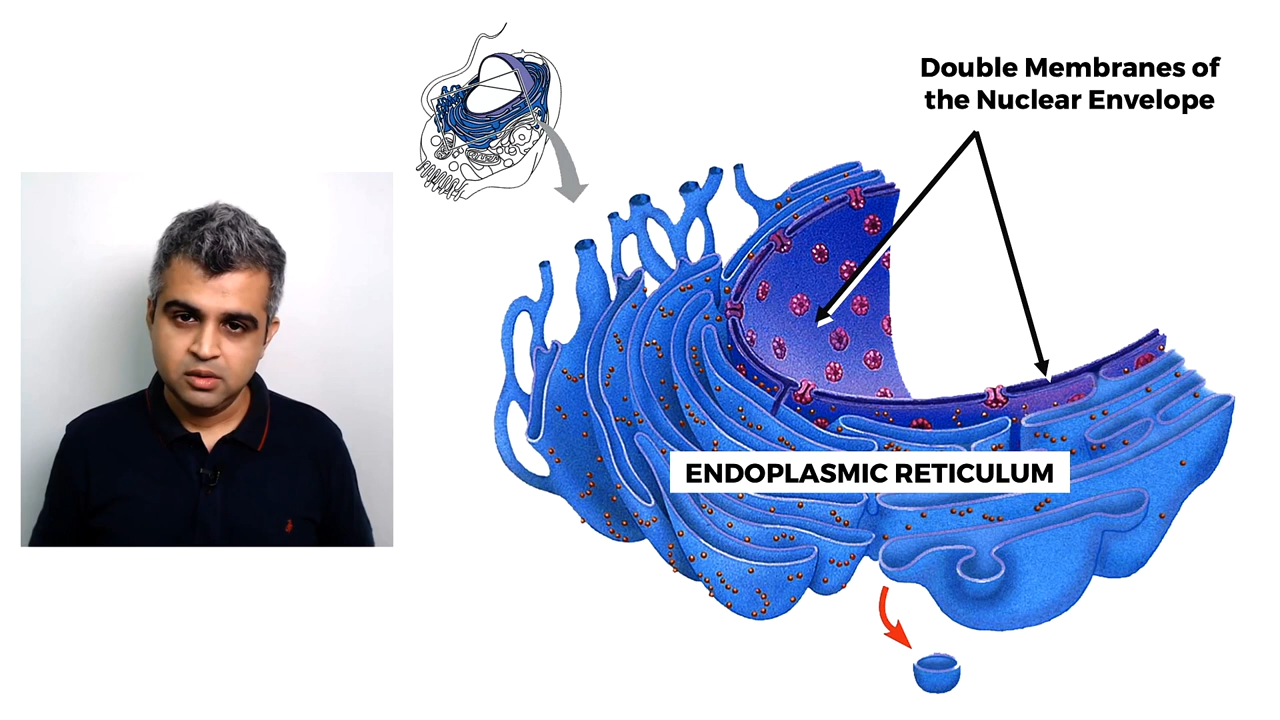 Double Membranes of
the Nuclear Envelope
ENDOPLASMIC RETICULUM